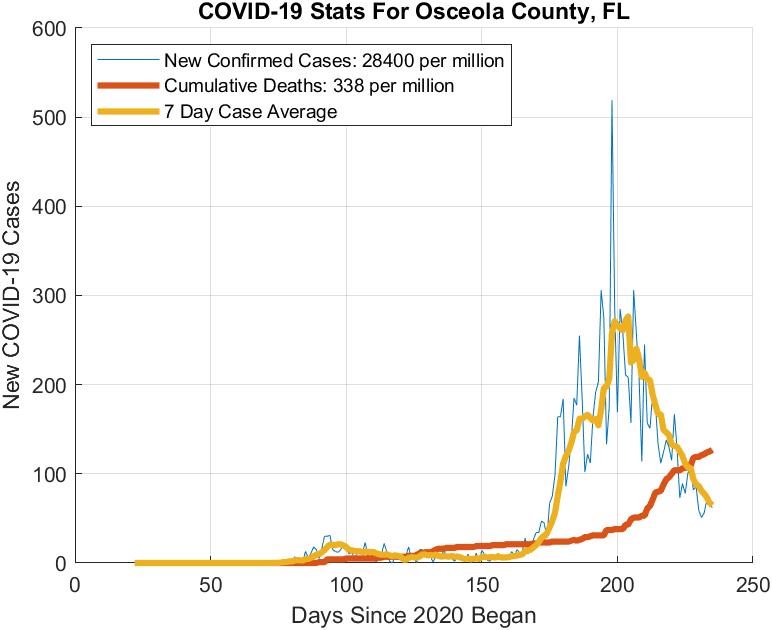 COVID-19 Stats For Osceola County, FL
600
New Confirmed Cases: 28400 per million
Cumulative Deaths: 338 per million
7 Day Case Average
500
400
300
200
100
0
New COVID-19 Cases
0 50 100 150 200 250
Days Since 2020 Began